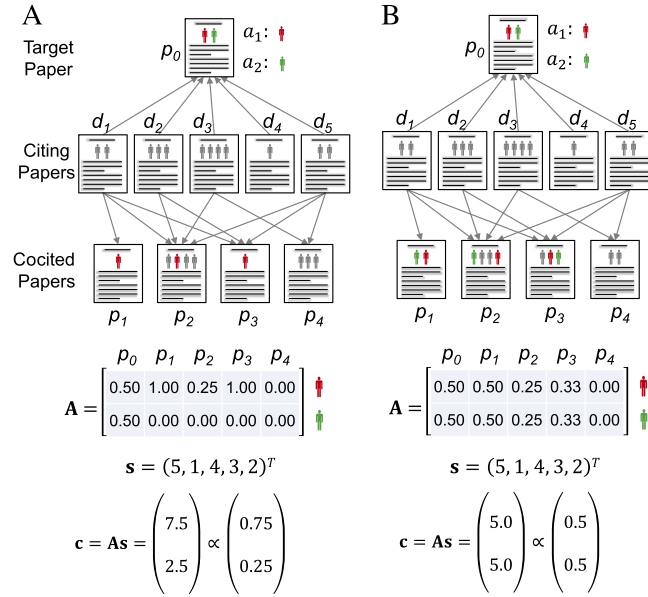 A
Target Paper
p0
a1:
a2:
d1 d2 d3 d4 d5
Citing Papers
Cocited Papers
p1 p2 p3 p4
p0 p1 p2 p3 p4
A =
0.50 1.00 0.25 1.00 0.00
0.50 0.00 0.00 0.00 0.00
s = (5, 1, 4, 3, 2)^T
c = As = (7.5 2.5) ∝ (0.75 0.25)
B
p0
a1:
a2:
d1 d2 d3 d4 d5
p1 p2 p3 p4
p0 p1 p2 p3 p4
A =
0.50 0.50 0.25 0.33 0.00
0.50 0.50 0.25 0.33 0.00
s = (5, 1, 4, 3, 2)^T
c = As = (5.0 5.0) ∝ (0.5 0.5)